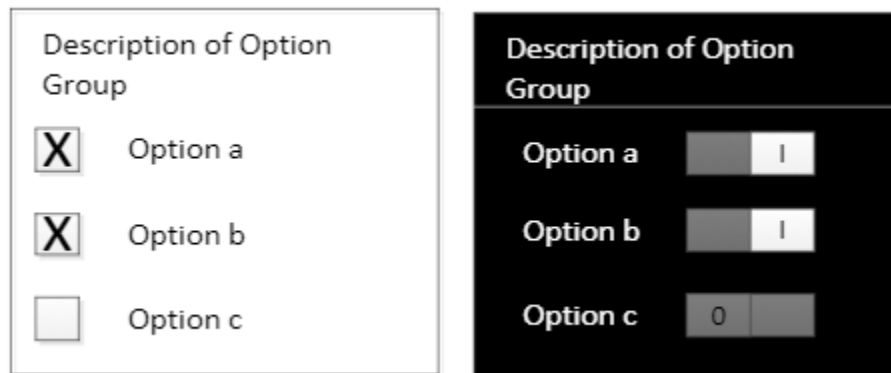 Description of Option
Group
X Option a
X Option b
Option c
Description of Option
Group
Option a I
Option b I
Option c 0